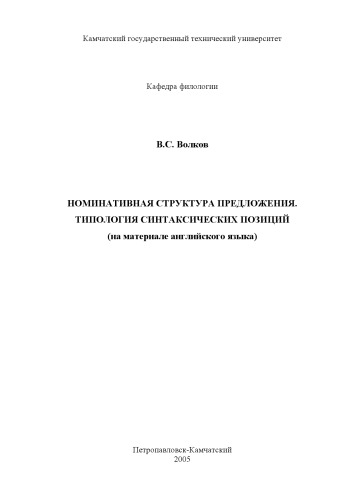 Камчатский государственный технический университет
Кафедра филологии
В.С. Волков
НОМИНАТИВНАЯ СТРУКТУРА ПРЕДЛОЖЕНИЯ.
ТИПОЛОГИЯ СИНТАКСИЧЕСКИХ ПОЗИЦИЙ
(на материале английского языка)
Петропавловск-Камчатский
2005